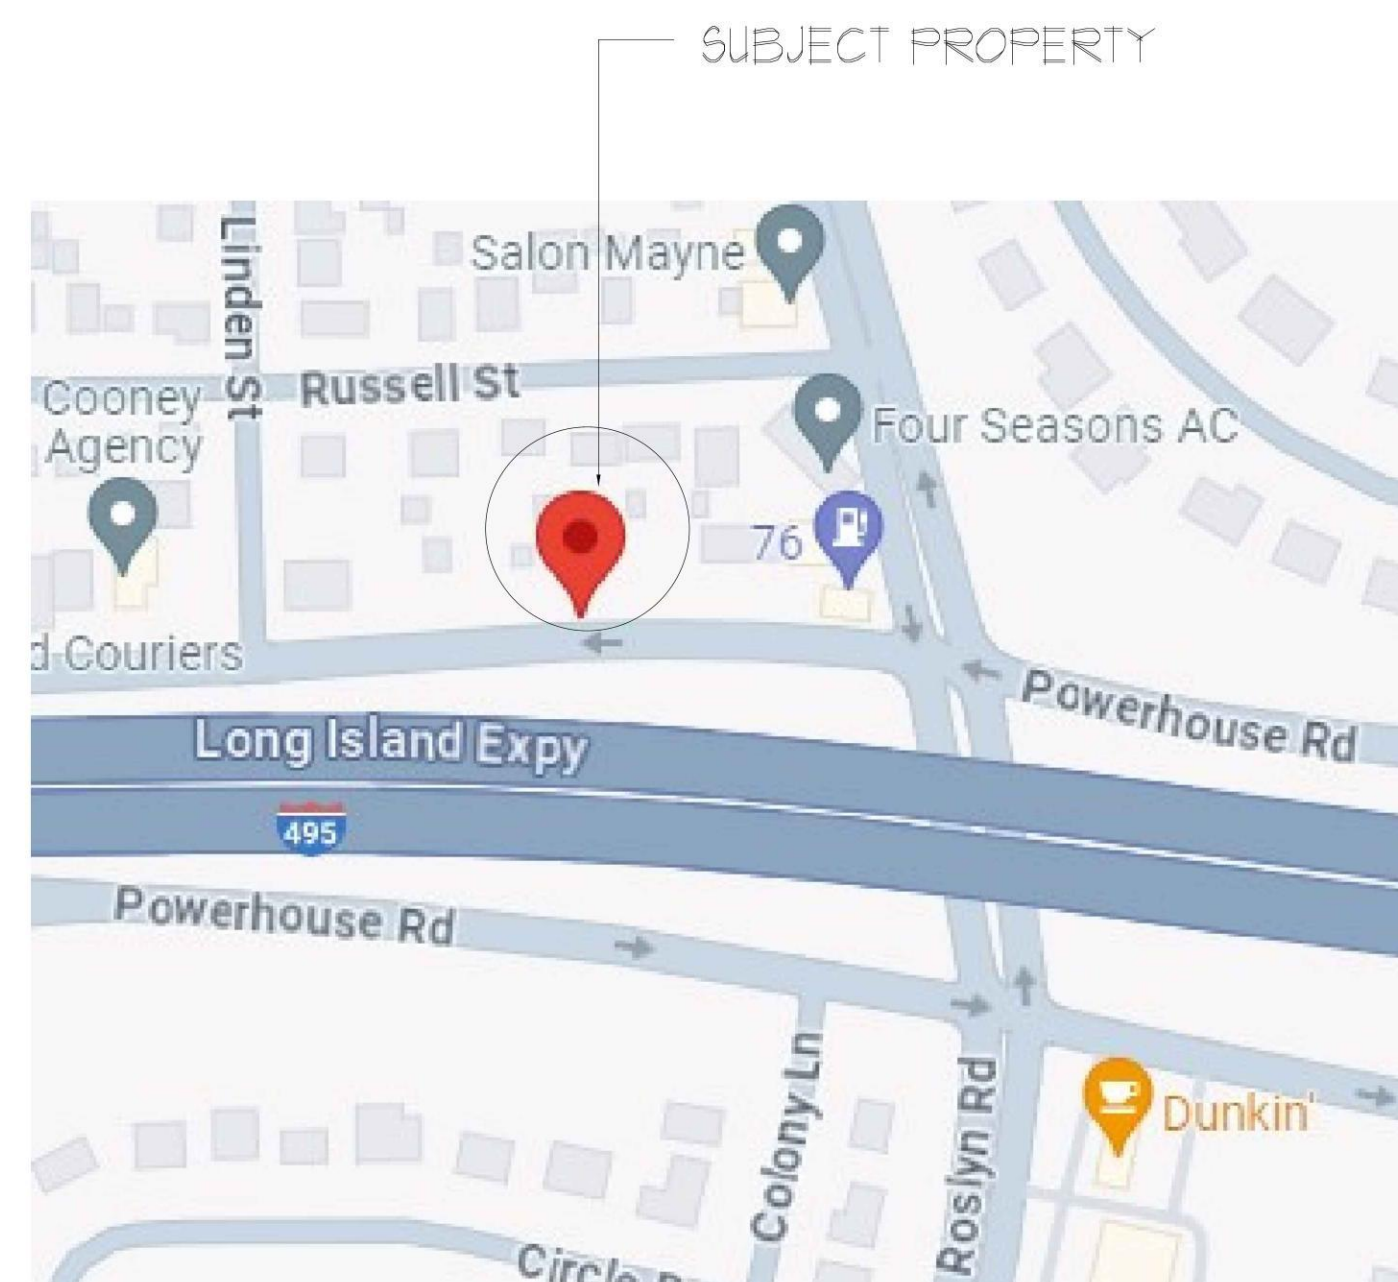 SUBJECT PROPERTY
Linden St
Salon Mayne
Russell St
Cooney
Agency
Four Seasons AC
76
d Couriers
Powerhouse Rd
Long Island Expy
495
Powerhouse Rd
Colony Ln
Roslyn Rd
Dunkin'
Circle